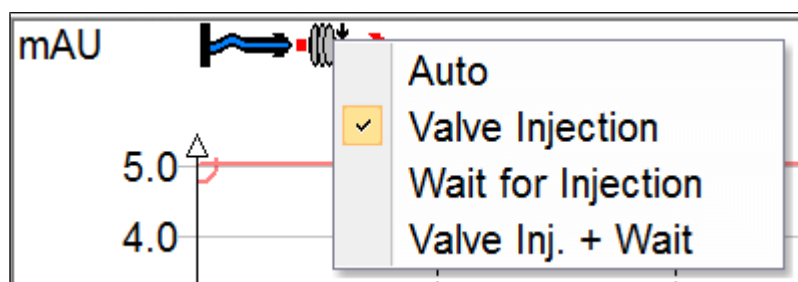 mAU
Auto
Valve Injection
Wait for Injection
Valve Inj. + Wait
5.0
4.0